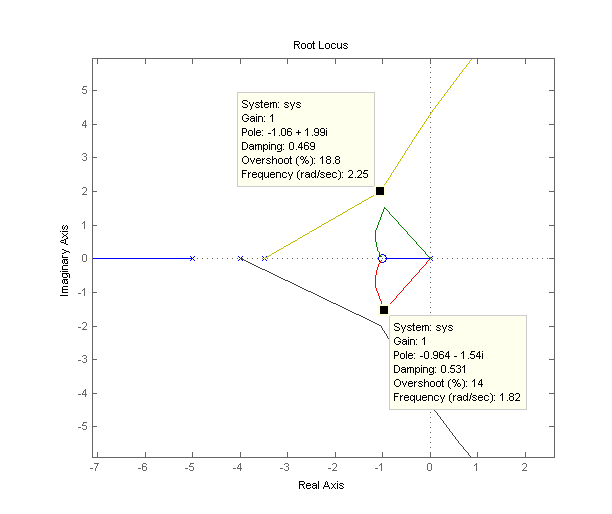 Root Locus
System: sys
Gain: 1
Pole: -1.06 + 1.99i
Damping: 0.469
Overshoot (%): 18.8
Frequency (rad/sec): 2.25
System: sys
Gain: 1
Pole: -0.964 - 1.54i
Damping: 0.531
Overshoot (%): 14
Frequency (rad/sec): 1.82
5
4
3
2
1
0
-1
-2
-3
-4
-5
Imaginary Axis
-7 -6 -5 -4 -3 -2 -1 0 1 2
Real Axis